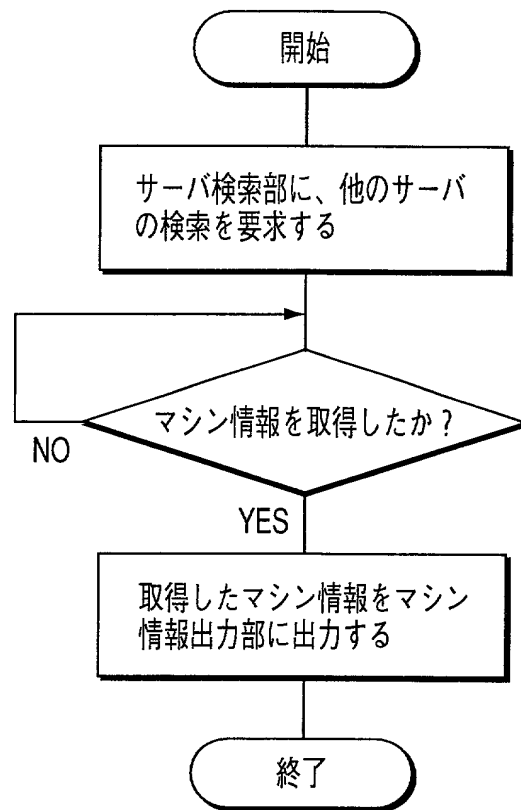 開始
サーバ検索部に、他のサーバ
の検索を要求する
マシン情報を取得したか？
NO
YES
取得したマシン情報をマシン
情報出力部に出力する
終了